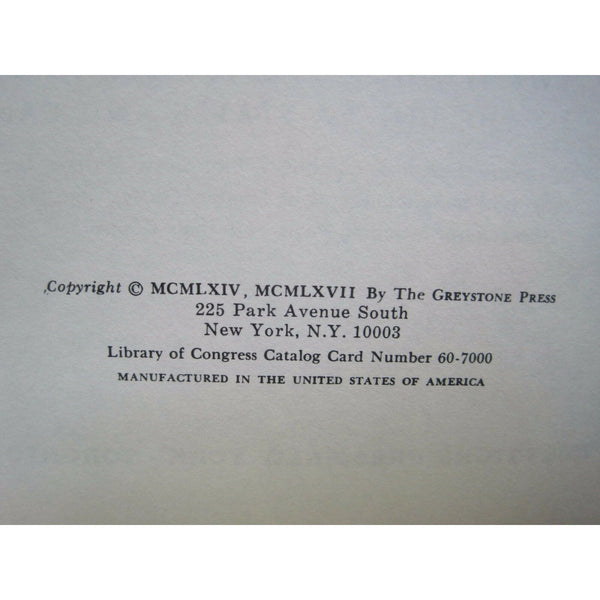 Copyright © MCMLXIV, MCMLXVII By The GREYSTONE PRESS
225 Park Avenue South
New York, N.Y. 10003
Library of Congress Catalog Card Number 60-7000
MANUFACTURED IN THE UNITED STATES OF AMERICA